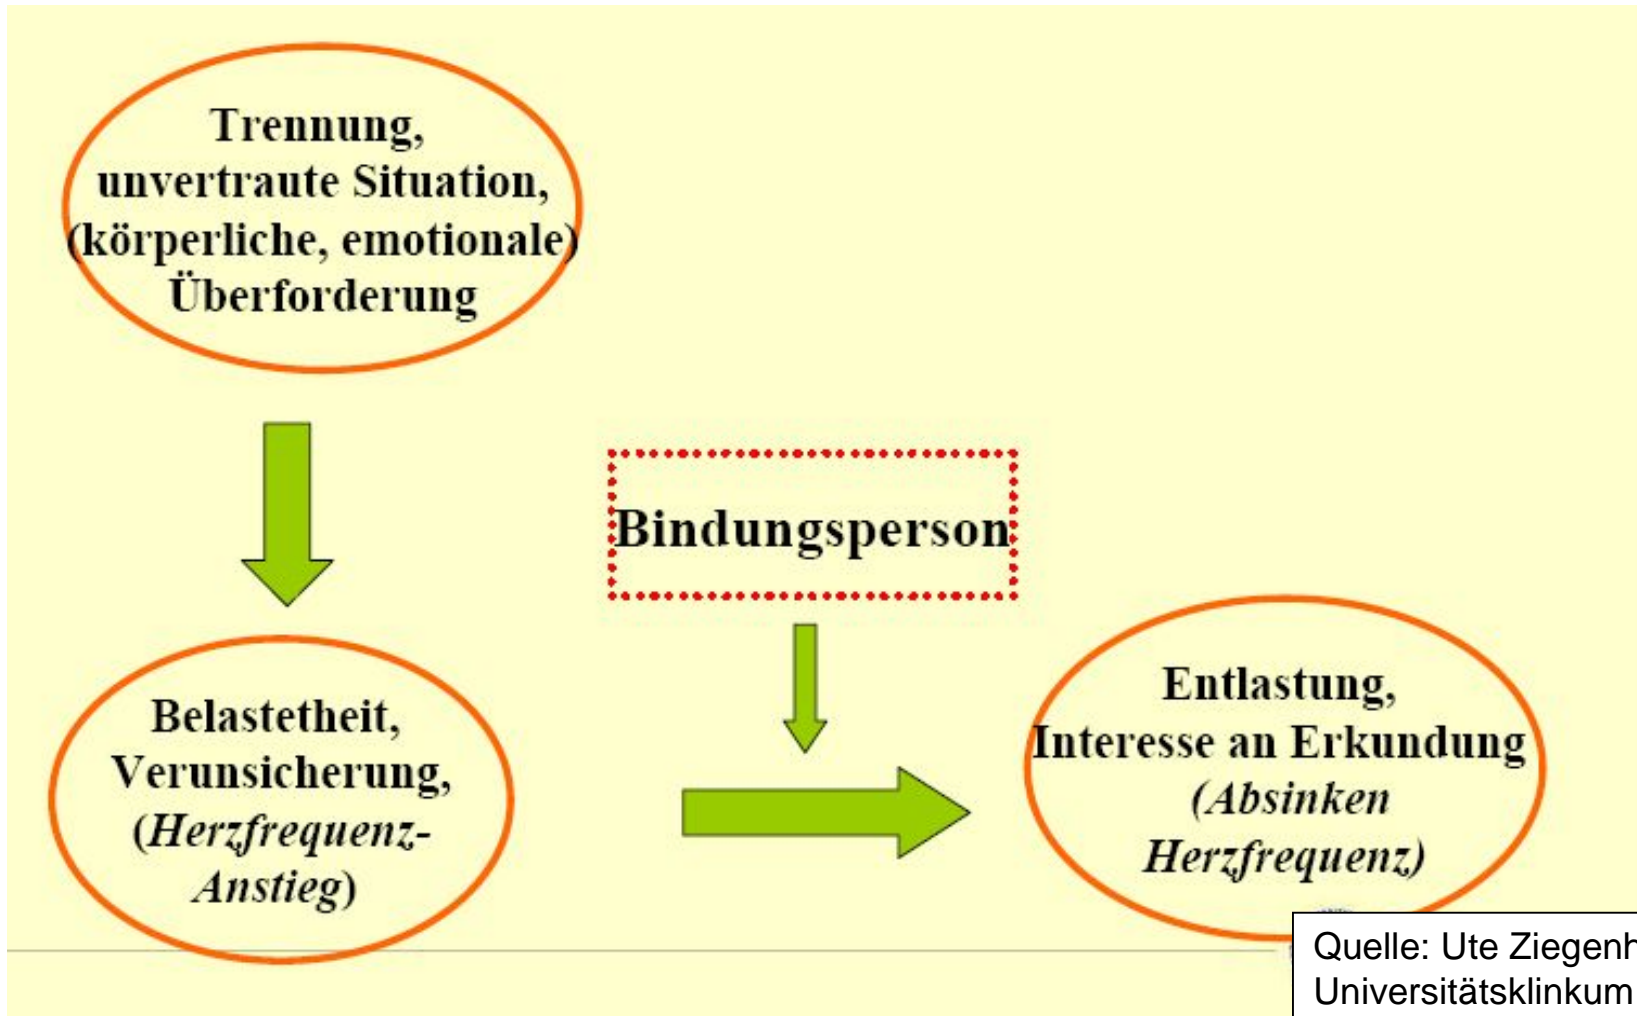 Trennung,
unvertraute Situation,
(körperliche, emotionale)
Überforderung
Bindungsperson
Belastetheit,
Verunsicherung,
(Herzfrequenz-
Anstieg)
Entlastung,
Interesse an Erkundung
(Absinken
Herzfrequenz)
Quelle: Ute
Universitätsklinkum